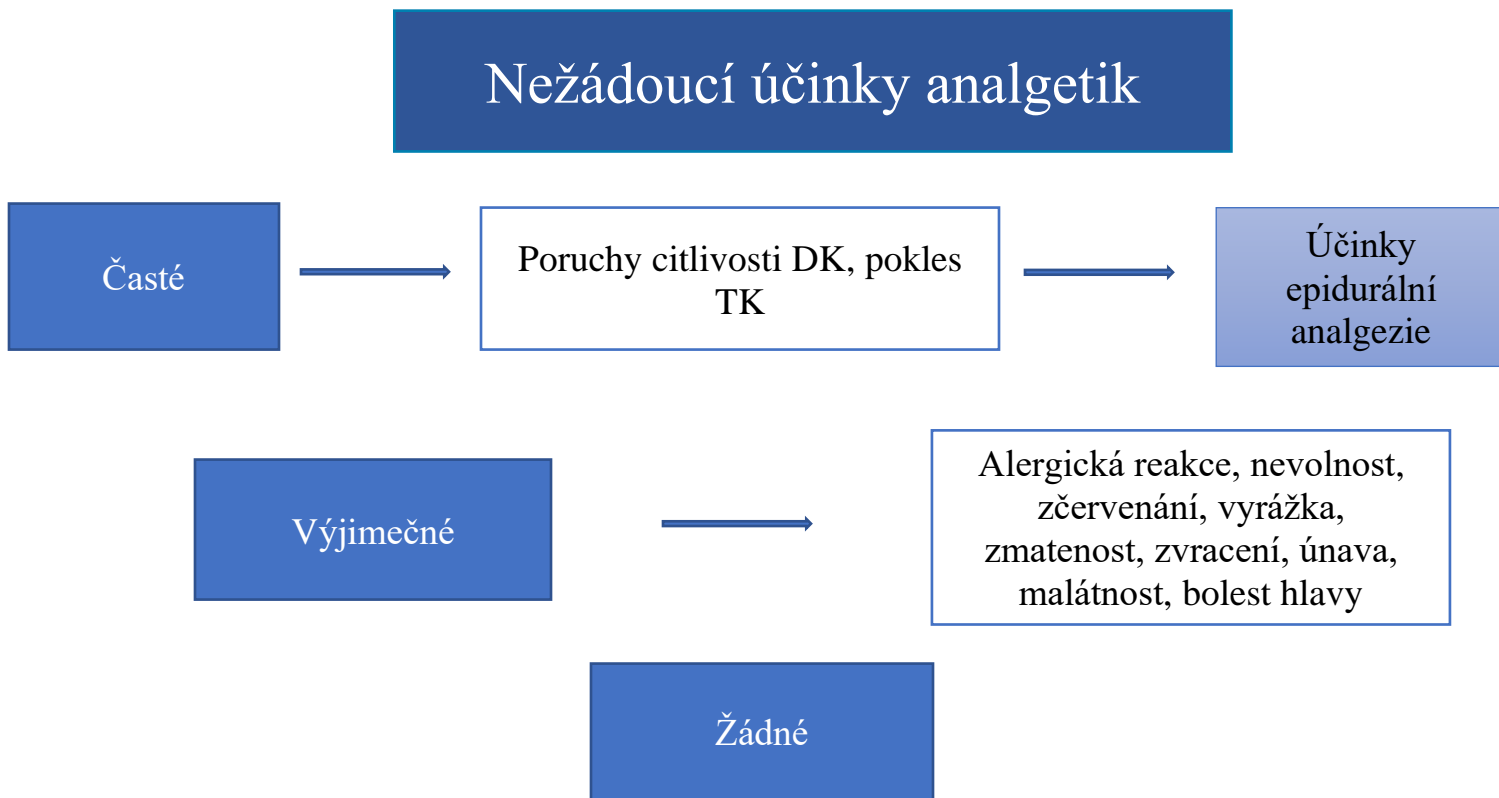 Nežádoucí účinky analgetik
Časté
Poruchy citlivosti DK, pokles
TK
Účinky
epidurální
analgezie
Výjimečné
Alergická reakce, nevolnost,
zčervenání, vyrážka,
zmatenost, zvracení, únava,
malátnost, bolest hlavy
Žádné